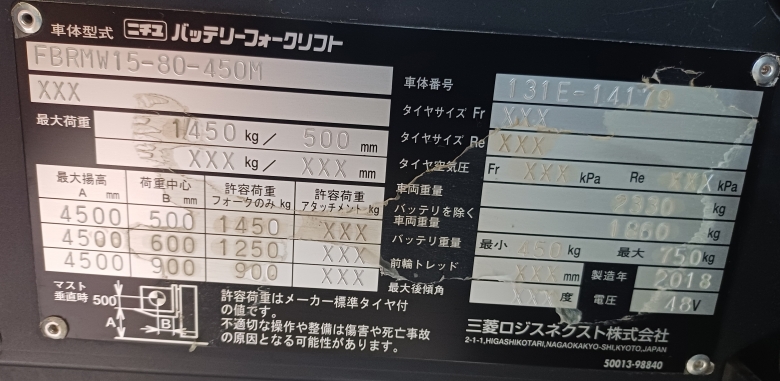 車体型式 ニチユ バッテリーフォークリフト
FBRMW15-80-450M
XXX
最大荷重 1450 kg/ 500 mm
XXX kg/ XXX mm
最大揚高 A mm 荷重中心 B mm 許容荷重 フォークのみ kg 許容荷重 アタッチメント kg
4500 500 1450 XXX
4500 600 1250 XXX
4500 900 900 XXX
マスト垂直時 500 A B
許容荷重はメーカー標準タイヤ付
の値です。
不適切な操作や整備は傷害や死亡事故
の原因となる可能性があります。
車体番号 131E-1417
タイヤサイズ Fr XXX
タイヤサイズ Re XXX
タイヤ空気圧 Fr XXX kPa Re XXX kPa
車両重量 2330 kg
バッテリを除く車両重量 kg
バッテリ重量 最小 450 kg 最大 750 kg
前輪トレッド XXX mm 製造年 2018
最大後傾角 XXX 度 電圧 48V
三菱ロジスネクスト株式会社
2-1-1,HIGASHIKOTARI,NAGAOKAKYO-SHI,KYOTO,JAPAN
50013-98840